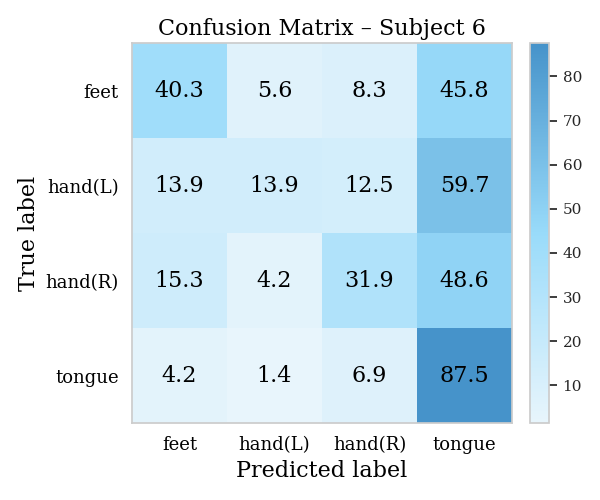 Confusion Matrix – Subject 6
True label
feet 40.3 5.6 8.3 45.8
hand(L) 13.9 13.9 12.5 59.7
hand(R) 15.3 4.2 31.9 48.6
tongue 4.2 1.4 6.9 87.5
feet hand(L) hand(R) tongue
Predicted label
80
70
60
50
40
30
20
10